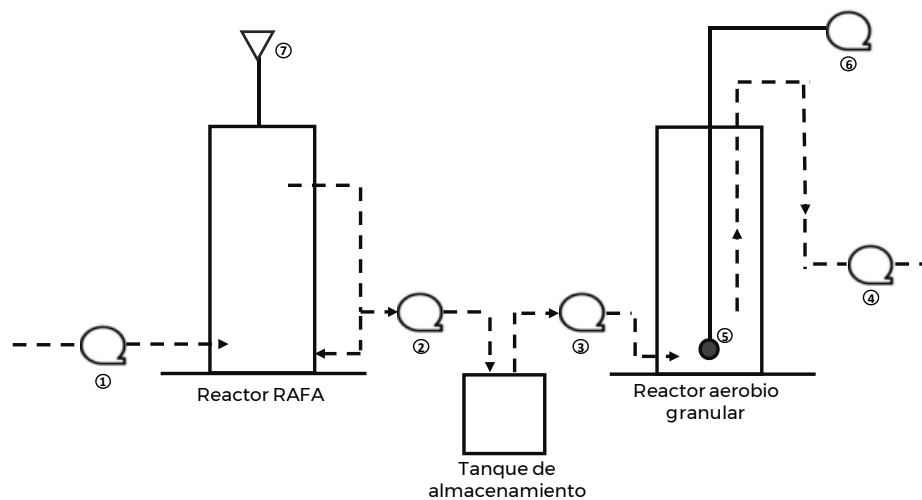 ⑦
⑥
⑤
④
②
③
①
Reactor RAFA
Reactor aerobio
granular
Tanque de
almacenamiento